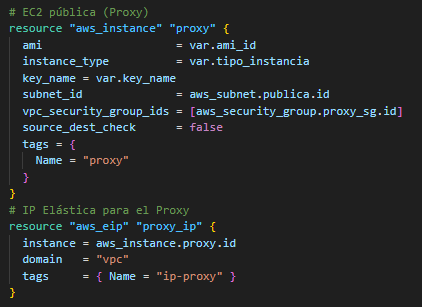 # EC2 pública (Proxy)
resource "aws_instance" "proxy" {
  ami                    = var.ami_id
  instance_type          = var.tipo_instancia
  key_name = var.key_name
  subnet_id              = aws_subnet.publica.id
  vpc_security_group_ids = [aws_security_group.proxy_sg.id]
  source_dest_check      = false
  tags = {
    Name = "proxy"
  }
}
# IP Elástica para el Proxy
resource "aws_eip" "proxy_ip" {
  instance = aws_instance.proxy.id
  domain   = "vpc"
  tags     = { Name = "ip-proxy" }
}